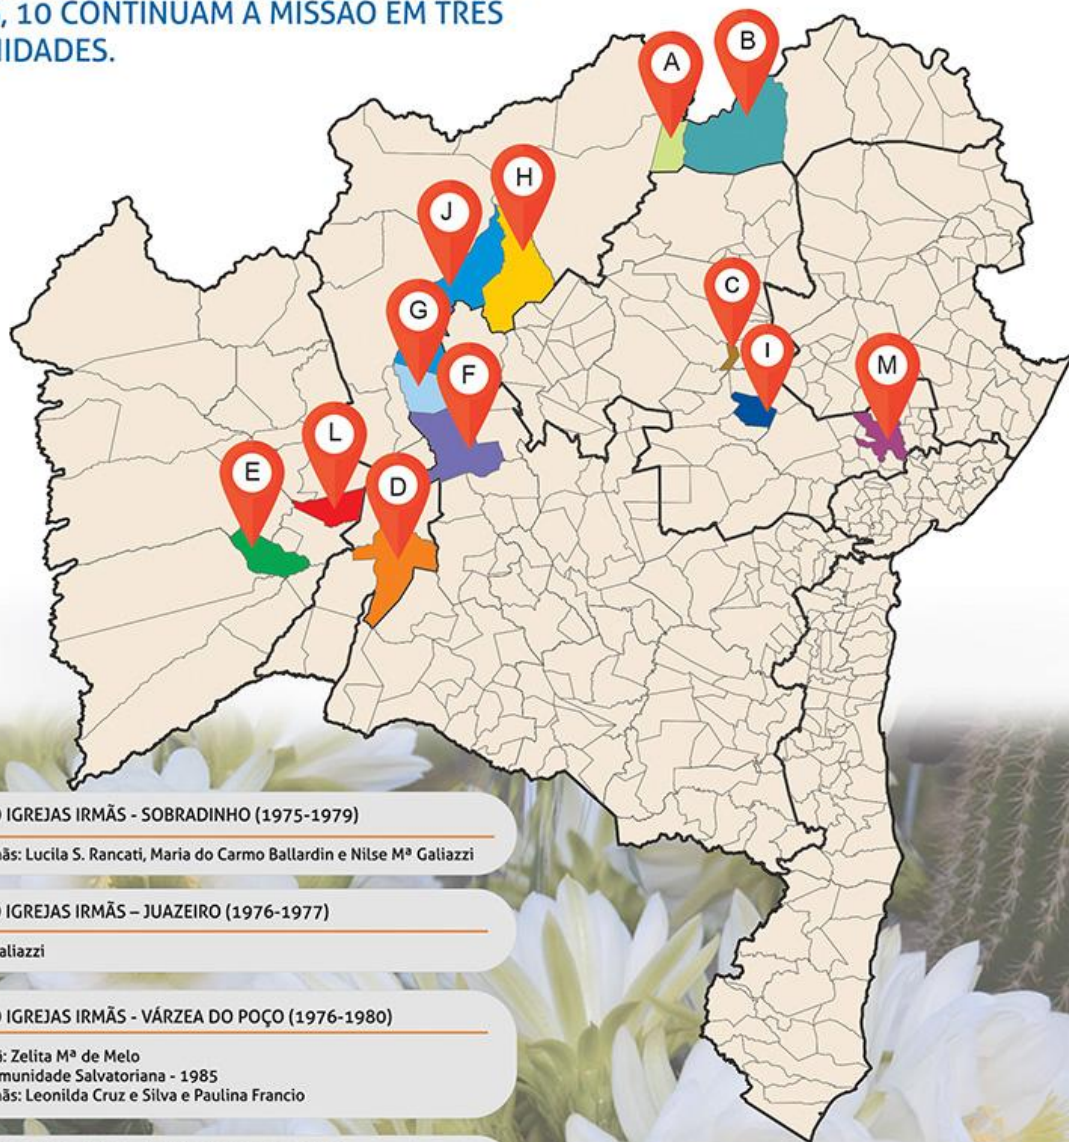 , 10 CONTINUAM A MISSÃO EM TRÊS
IDADES.
B
A
H
J
C
G
I
M
F
L
E
D
IGREJAS IRMÃS - SOBRADINHO (1975-1979)
ãs: Lucila S. Rancati, Maria do Carmo Ballardin e Nilse Mª Galiazzi
IGREJAS IRMÃS – JUAZEIRO (1976-1977)
aliazzi
IGREJAS IRMÃS - VÁRZEA DO POÇO (1976-1980)
: Zelita Mª de Melo
munidade Salvatoriana - 1985
ãs: Leonilda Cruz e Silva e Paulina Francio